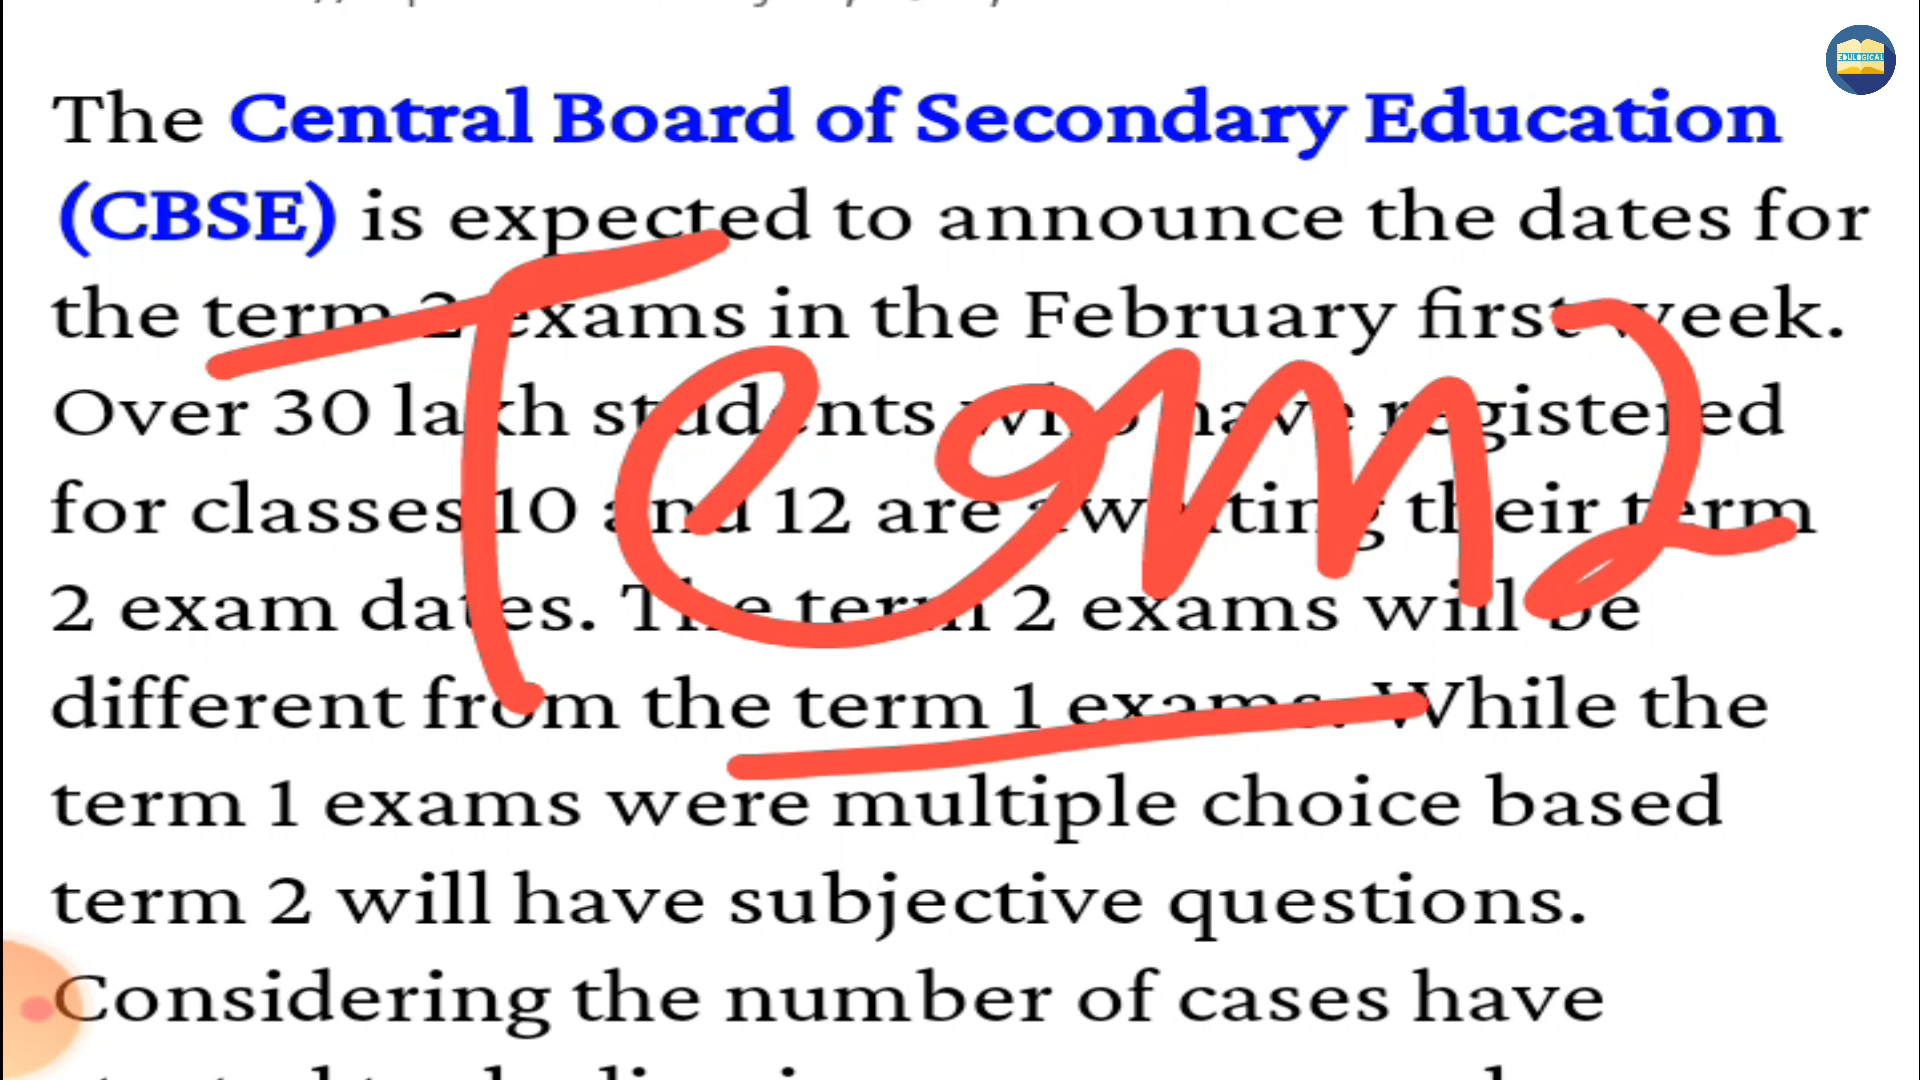 EDULOGICAL
The Central Board of Secondary Education
(CBSE) is expected to announce the dates for
the term 2 exams in the February first week.
Over 30 lakh students who have registered
for classes 10 and 12 are awaiting their term
2 exam dates. The term 2 exams will be
different from the term 1 exams. While the
term 1 exams were multiple choice based
term 2 will have subjective questions.
Considering the number of cases have
Term 2